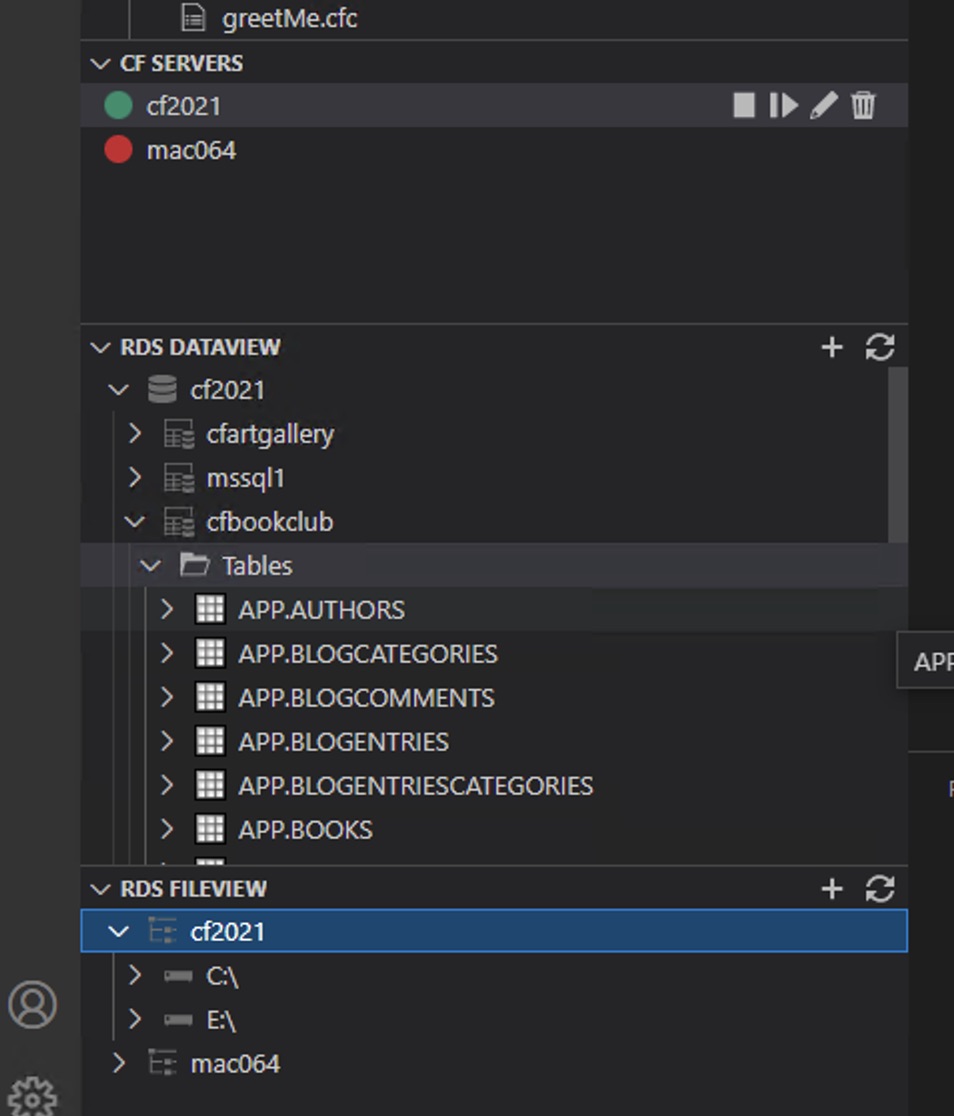 greetMe.cfc
CF SERVERS
cf2021
mac064
RDS DATAVIEW
cf2021
cfartgallery
mssql1
cfbookclub
Tables
APP.AUTHORS
APP.BLOGCATEGORIES
APP
APP.BLOGCOMMENTS
APP.BLOGENTRIES
APP.BLOGENTRIESCATEGORIES
APP.BOOKS
RDS FILEVIEW
cf2021
C:\
E:\
mac064